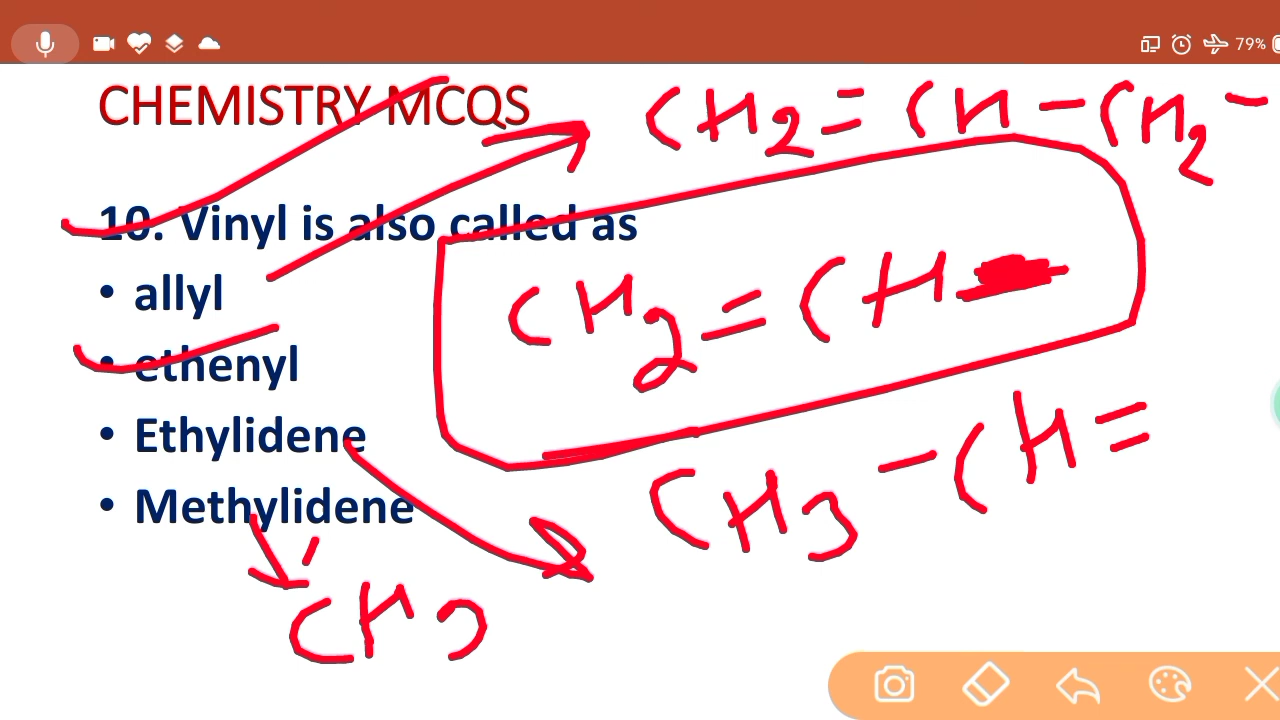 79%
CHEMISTRY MCQS
CH2 = CH - CH2 -
10. Vinyl is also called as
• allyl
CH2 = CH -
• ethenyl
• Ethylidene
CH3 - CH =
• Methylidene